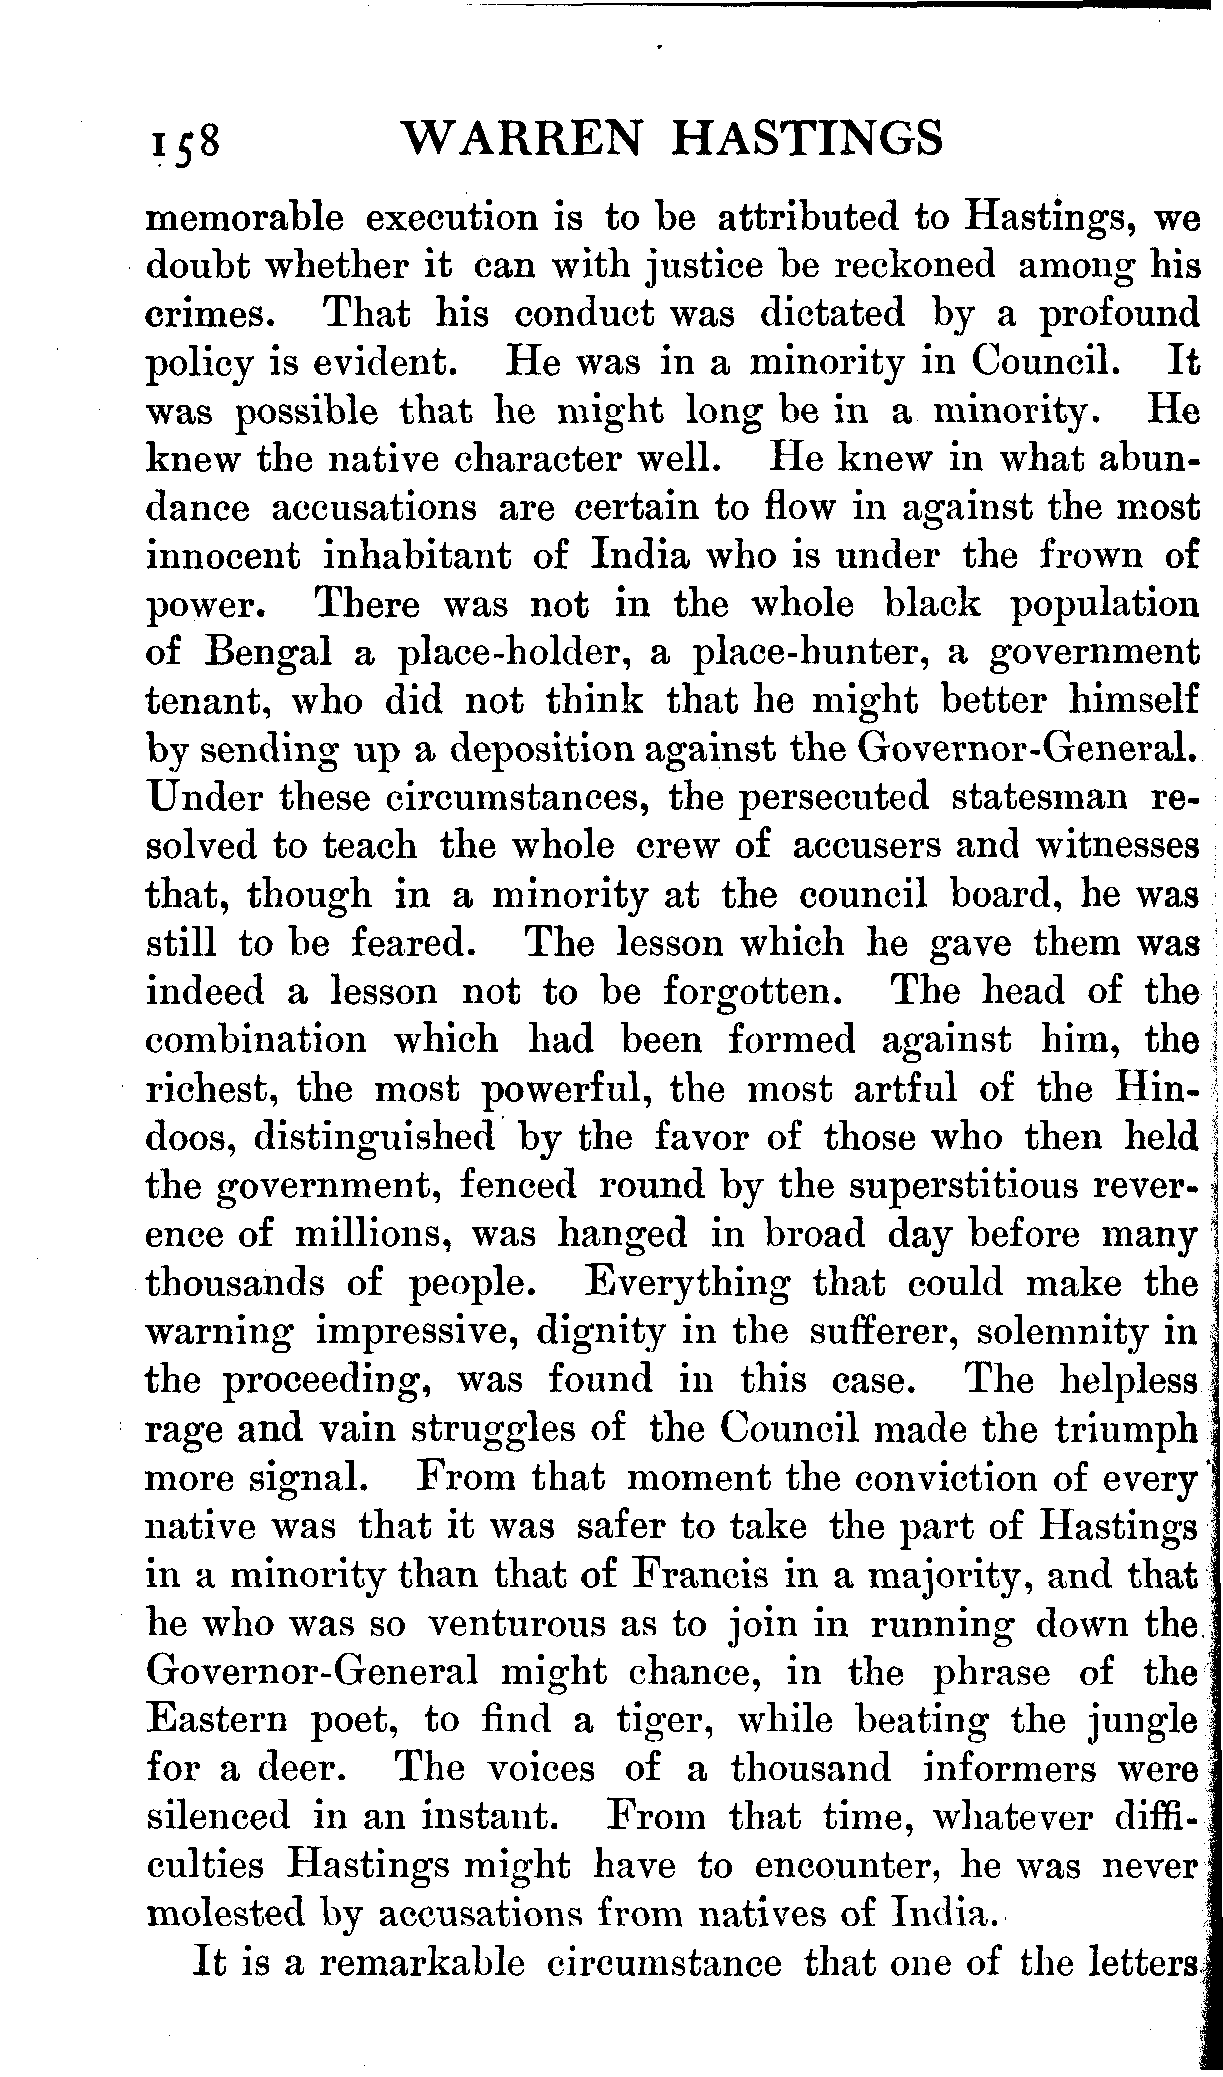 158 WARREN HASTINGS
memorable execution is to be attributed to Hastings, we
doubt whether it can with justice be reckoned among his
crimes. That his conduct was dictated by a profound
policy is evident. He was in a minority in Council. It
was possible that he might long be in a minority. He
knew the native character well. He knew in what abun-
dance accusations are certain to flow in against the most
innocent inhabitant of India who is under the frown of
power. There was not in the whole black population
of Bengal a place-holder, a place-hunter, a government
tenant, who did not think that he might better himself
by sending up a deposition against the Governor-General.
Under these circumstances, the persecuted statesman re-
solved to teach the whole crew of accusers and witnesses
that, though in a minority at the council board, he was
still to be feared. The lesson which he gave them was
indeed a lesson not to be forgotten. The head of the
combination which had been formed against him, the
richest, the most powerful, the most artful of the Hin-
doos, distinguished by the favor of those who then held
the government, fenced round by the superstitious rever-
ence of millions, was hanged in broad day before many
thousands of people. Everything that could make the
warning impressive, dignity in the sufferer, solemnity in
the proceeding, was found in this case. The helpless
rage and vain struggles of the Council made the triumph
more signal. From that moment the conviction of every
native was that it was safer to take the part of Hastings
in a minority than that of Francis in a majority, and that
he who was so venturous as to join in running down the
Governor-General might chance, in the phrase of the
Eastern poet, to find a tiger, while beating the jungle
for a deer. The voices of a thousand informers were
silenced in an instant. From that time, whatever diffi-
culties Hastings might have to encounter, he was never
molested by accusations from natives of India.
It is a remarkable circumstance that one of the letters